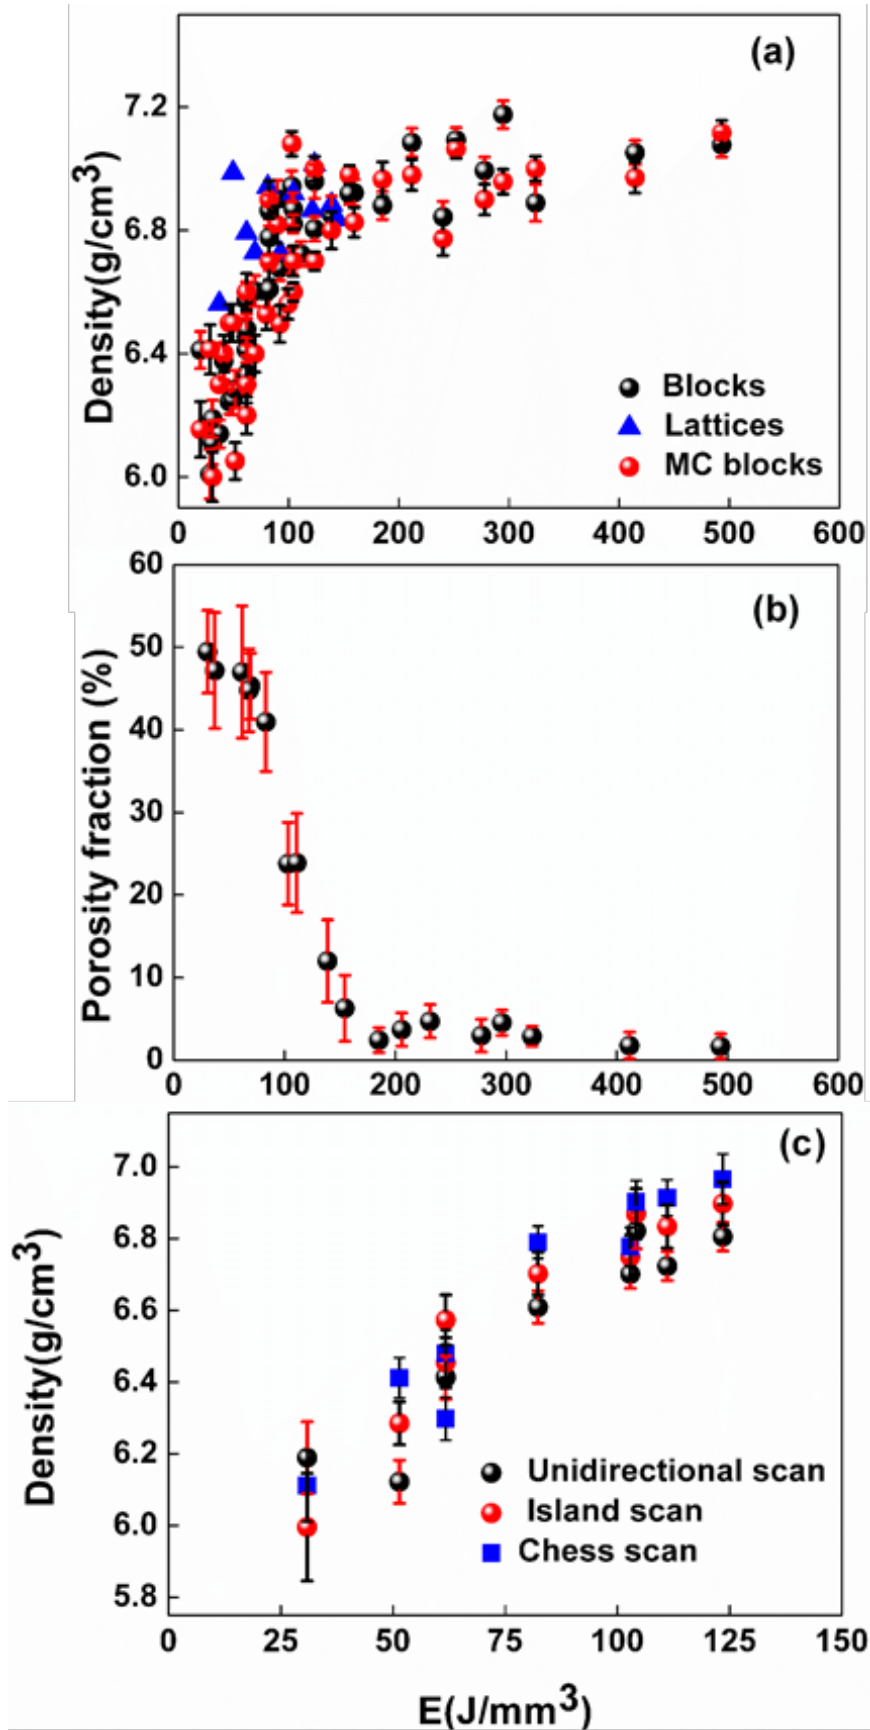 (a)
7.2
6.8
6.4
6.0
Density(g/cm³)
Blocks
Lattices
MC blocks
0 100 200 300 400 500 600
(b)
60
50
40
30
20
10
0
Porosity fraction (%)
0 100 200 300 400 500 600
(c)
7.0
6.8
6.6
6.4
6.2
6.0
5.8
Density(g/cm³)
Unidirectional scan
Island scan
Chess scan
0 25 50 75 100 125 150
E(J/mm³)